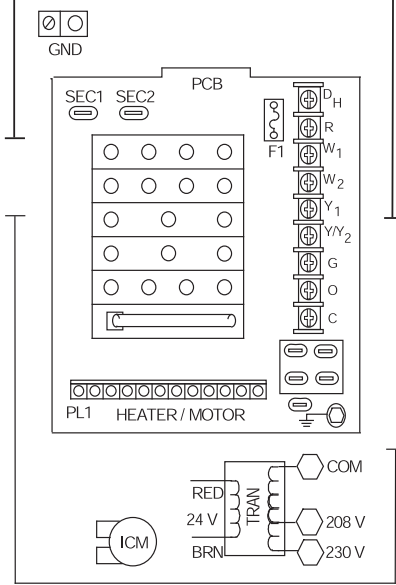 GND
PCB
SEC1 SEC2
F1
DH
R
W1
W2
Y1
Y/Y2
G
O
C
PL1 HEATER / MOTOR
COM
RED
24 V
TRAN
208 V
BRN
230 V
ICM